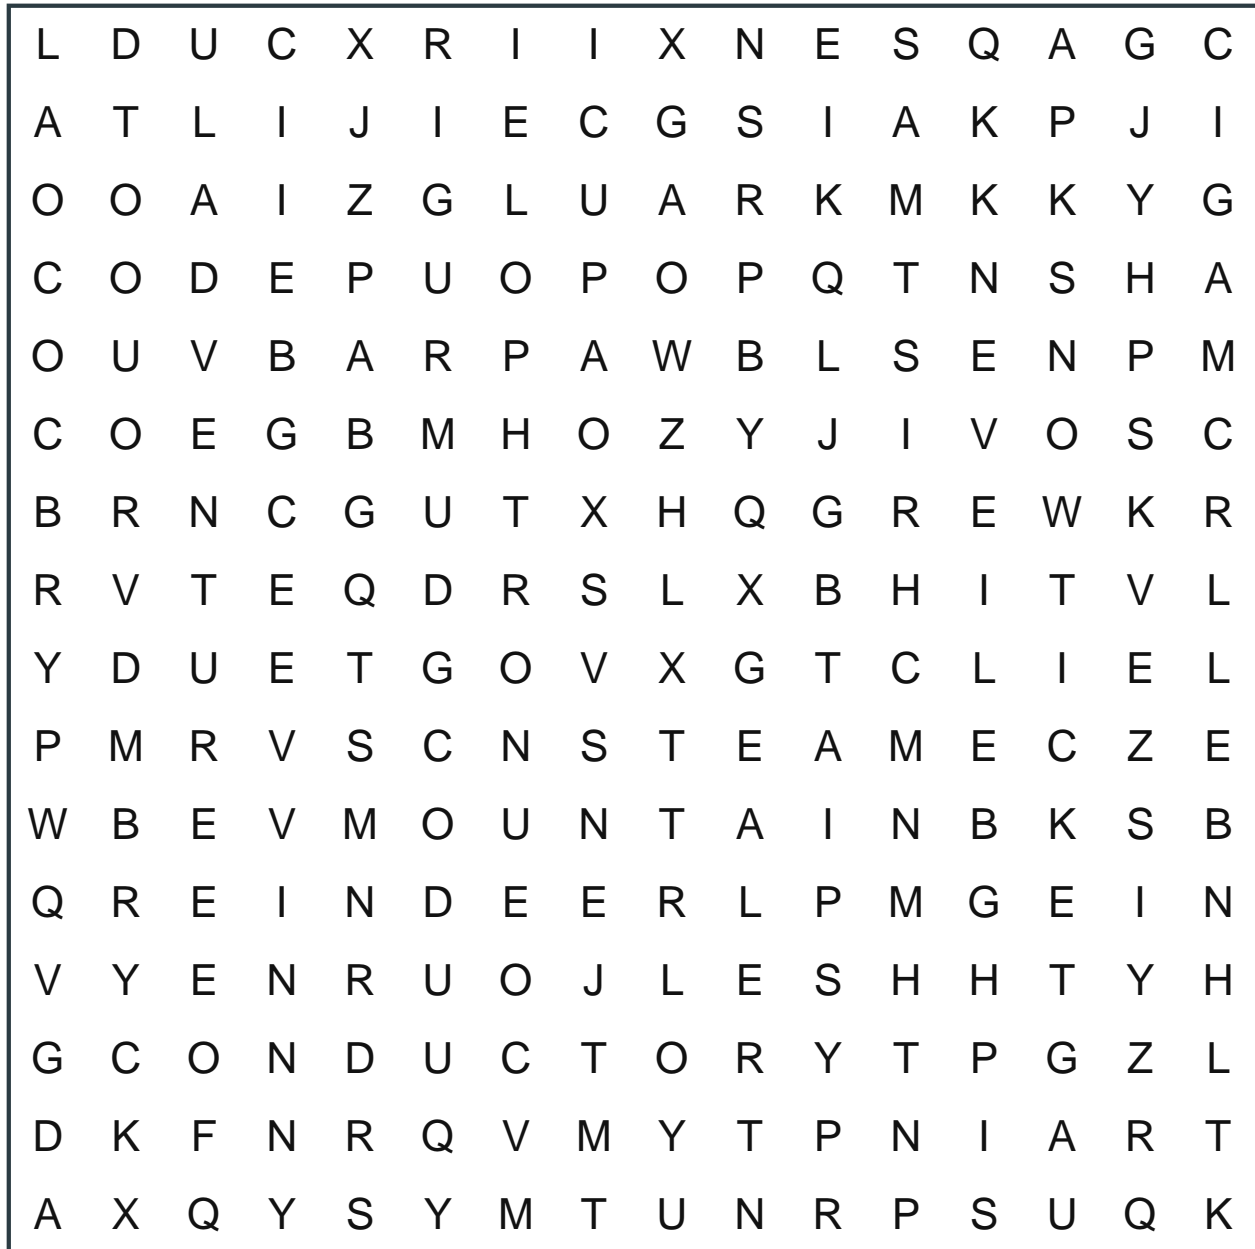 L D U C X R I I X N E S Q A G C
A T L I J I E C G S I A K P J I
O O A I Z G L U A R K M K K Y G
C O D E P U O P O P Q T N S H A
O U V B A R P A W B L S E N P M
C O E G B M H O Z Y J I V O S C
B R N C G U T X H Q G R E W K R
R V T E Q D R S L X B H I T V L
Y D U E T G O V X G T C L I E L
P M R V S C N S T E A M E C Z E
W B E V M O U N T A I N B K S B
Q R E I N D E E R L P M G E I N
V Y E N R U O J L E S H H T Y H
G C O N D U C T O R Y T P G Z L
D K F N R Q V M Y T P N I A R T
A X Q Y S Y M T U N R P S U Q K